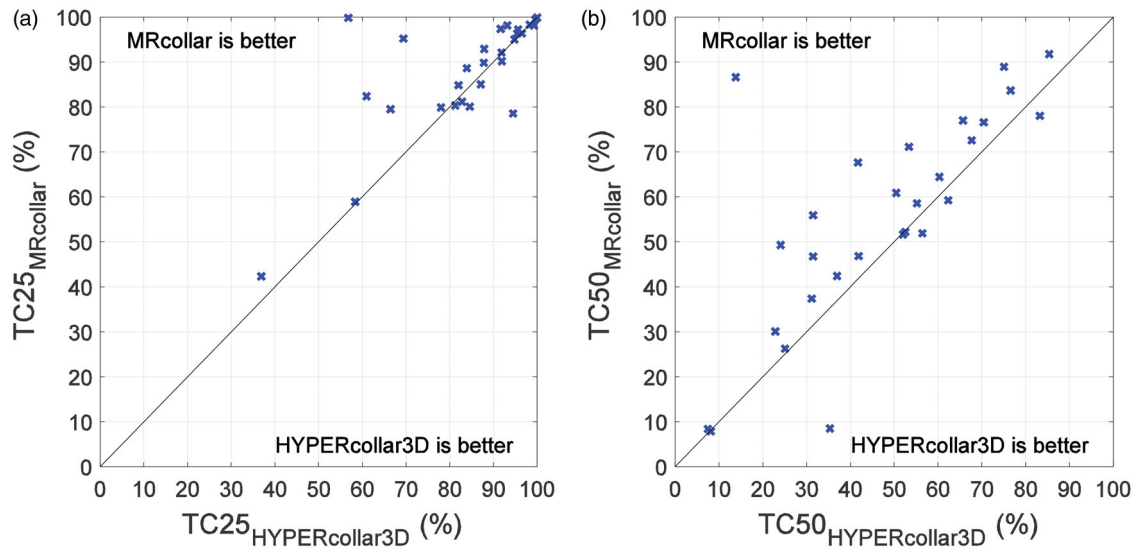 (a)
100
90
80
70
60
50
40
30
20
10
0
TC25MRcollar (%)
MRcollar is better
HYPERcollar3D is better
0 10 20 30 40 50 60 70 80 90 100
TC25HYPERcollar3D (%)
(b)
100
90
80
70
60
50
40
30
20
10
0
TC50MRcollar (%)
MRcollar is better
HYPERcollar3D is better
0 10 20 30 40 50 60 70 80 90 100
TC50HYPERcollar3D (%)